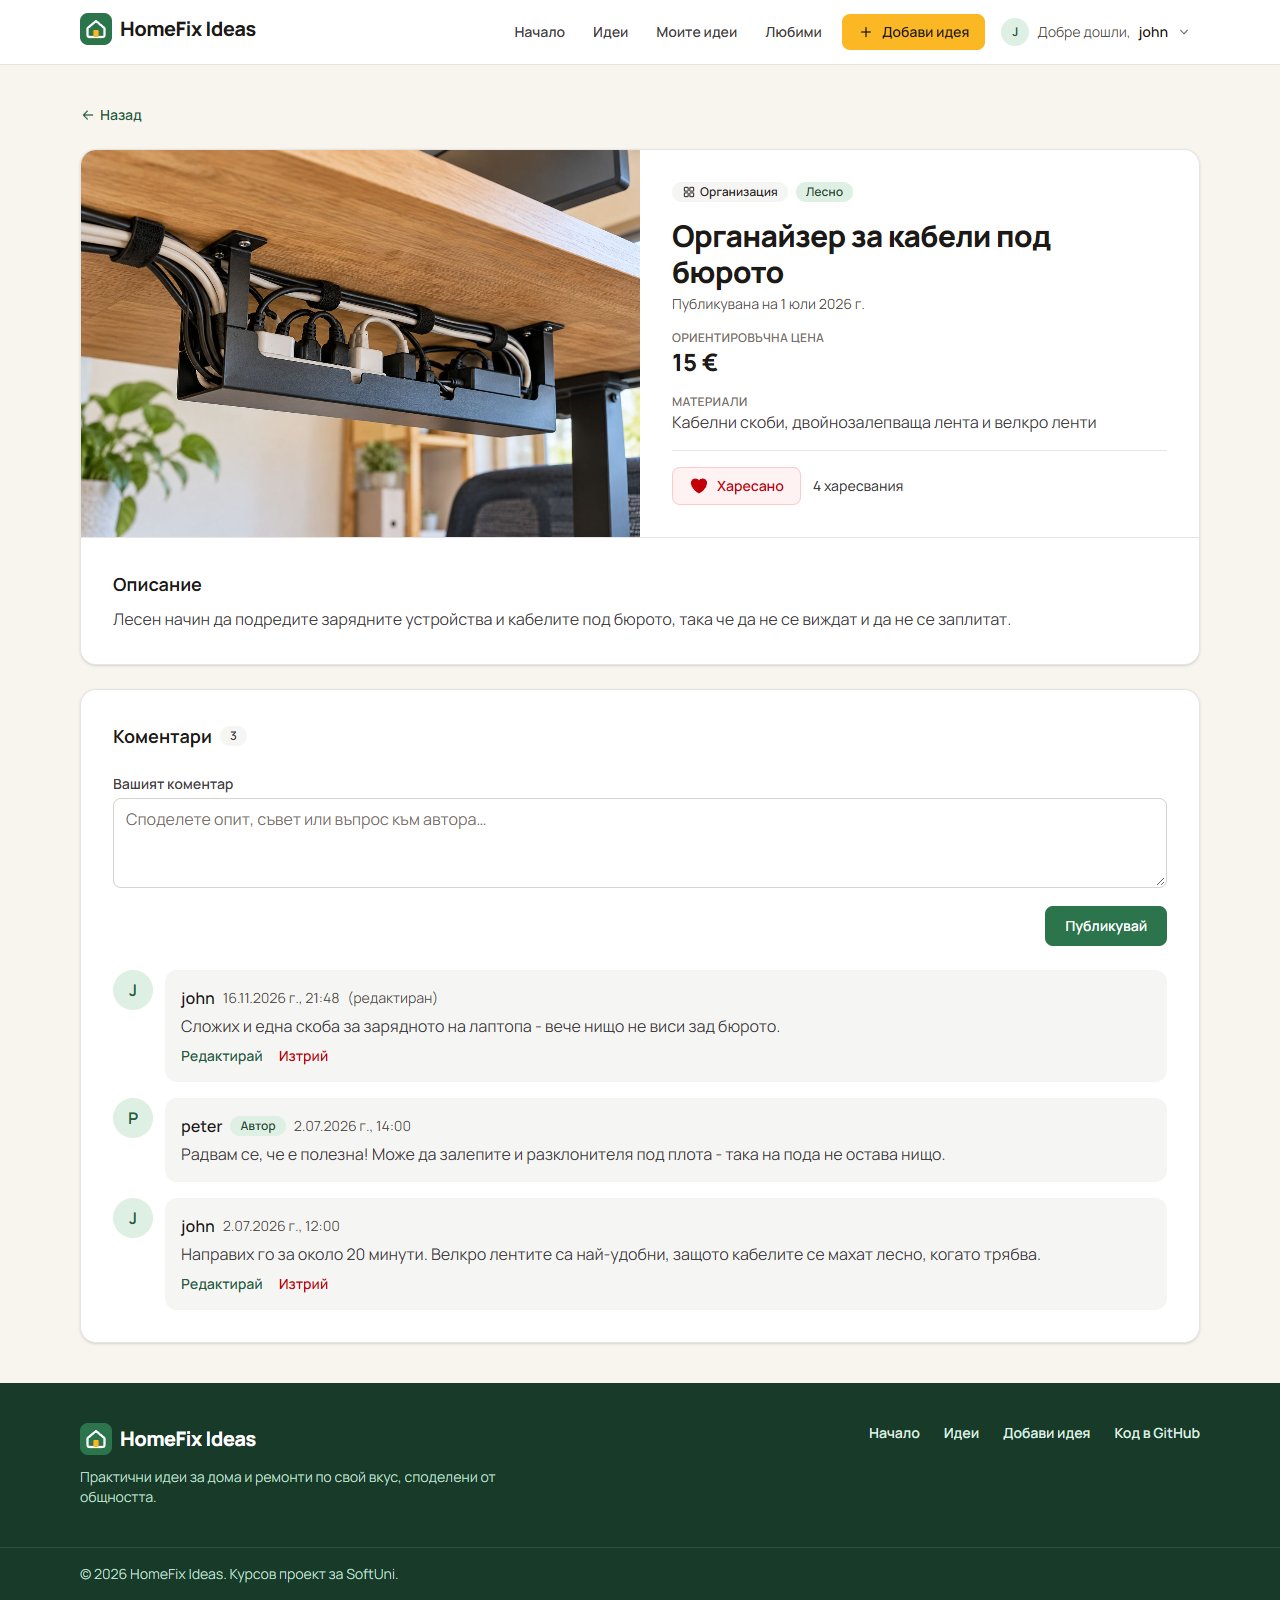 HomeFix Ideas
Начало
Идеи
Моите идеи
Любими
+ Добави идея
J
Добре дошли, john
← Назад
Организация
Лесно
Органайзер за кабели под
бюрото
Публикувана на 1 юли 2026 г.
ОРИЕНТИРОВЪЧНА ЦЕНА
15 €
МАТЕРИАЛИ
Кабелни скоби, двойнозалепваща лента и велкро ленти
Харесано
4 харесвания
Описание
Лесен начин да подредите зарядните устройства и кабелите под бюрото, така че да не се виждат и да не се заплитат.
Коментари 3
Вашият коментар
Споделете опит, съвет или въпрос към автора...
Публикувай
J
john 16.11.2026 г., 21:48 (редактиран)
Сложих и една скоба за зарядното на лаптопа - вече нищо не виси зад бюрото.
Редактирай Изтрий
P
peter Автор 2.07.2026 г., 14:00
Радвам се, че е полезна! Може да залепите и разклонителя под плота - така на пода не остава нищо.
J
john 2.07.2026 г., 12:00
Направих го за около 20 минути. Велкро лентите са най-удобни, защото кабелите се махат лесно, когато трябва.
Редактирай Изтрий
HomeFix Ideas
Практични идеи за дома и ремонти по свой вкус, споделени от
общността.
Начало
Идеи
Добави идея
Код в GitHub
© 2026 HomeFix Ideas. Курсов проект за SoftUni.